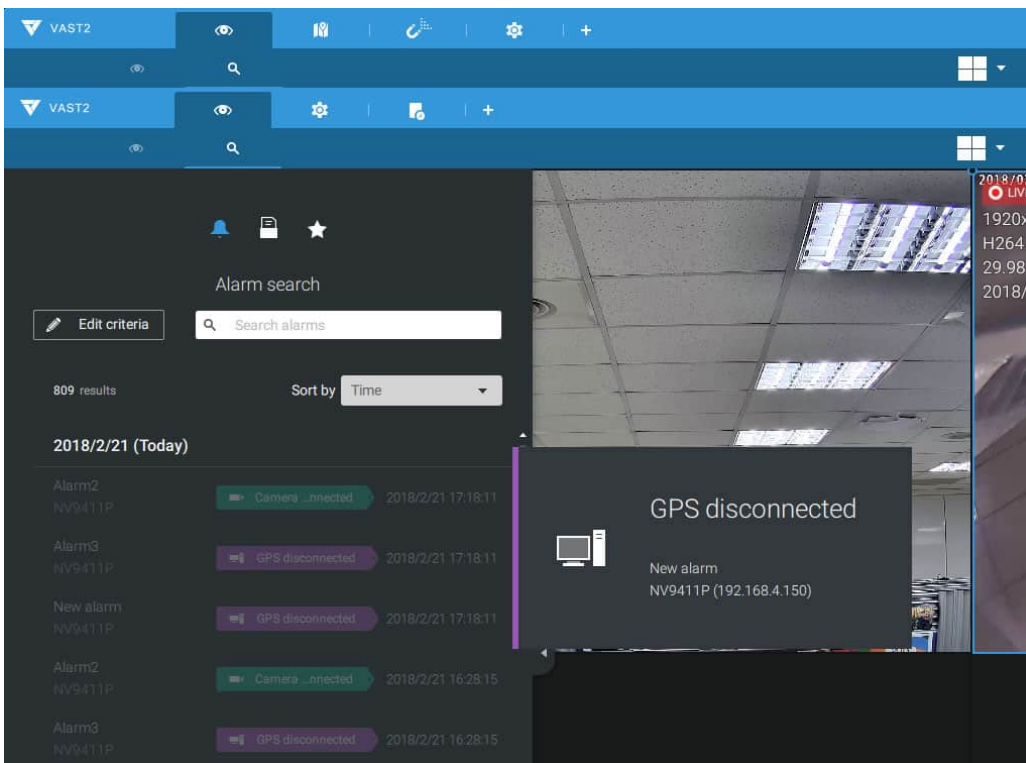 VAST2
VAST2
Alarm search
Edit criteria
Search alarms
809 results
Sort by
Time
2018/2/21 (Today)
Alarm2
NV9411P
Camera ...nnected
2018/2/21 17:18:11
Alarm3
NV9411P
GPS disconnected
2018/2/21 17:18:11
New alarm
NV9411P
GPS disconnected
2018/2/21 17:18:11
Alarm2
NV9411P
Camera ...nnected
2018/2/21 16:28:15
Alarm3
NV9411P
GPS disconnected
2018/2/21 16:28:15
GPS disconnected
New alarm
NV9411P (192.168.4.150)
2018/0
LIV
1920x
H264
29.98
2018/